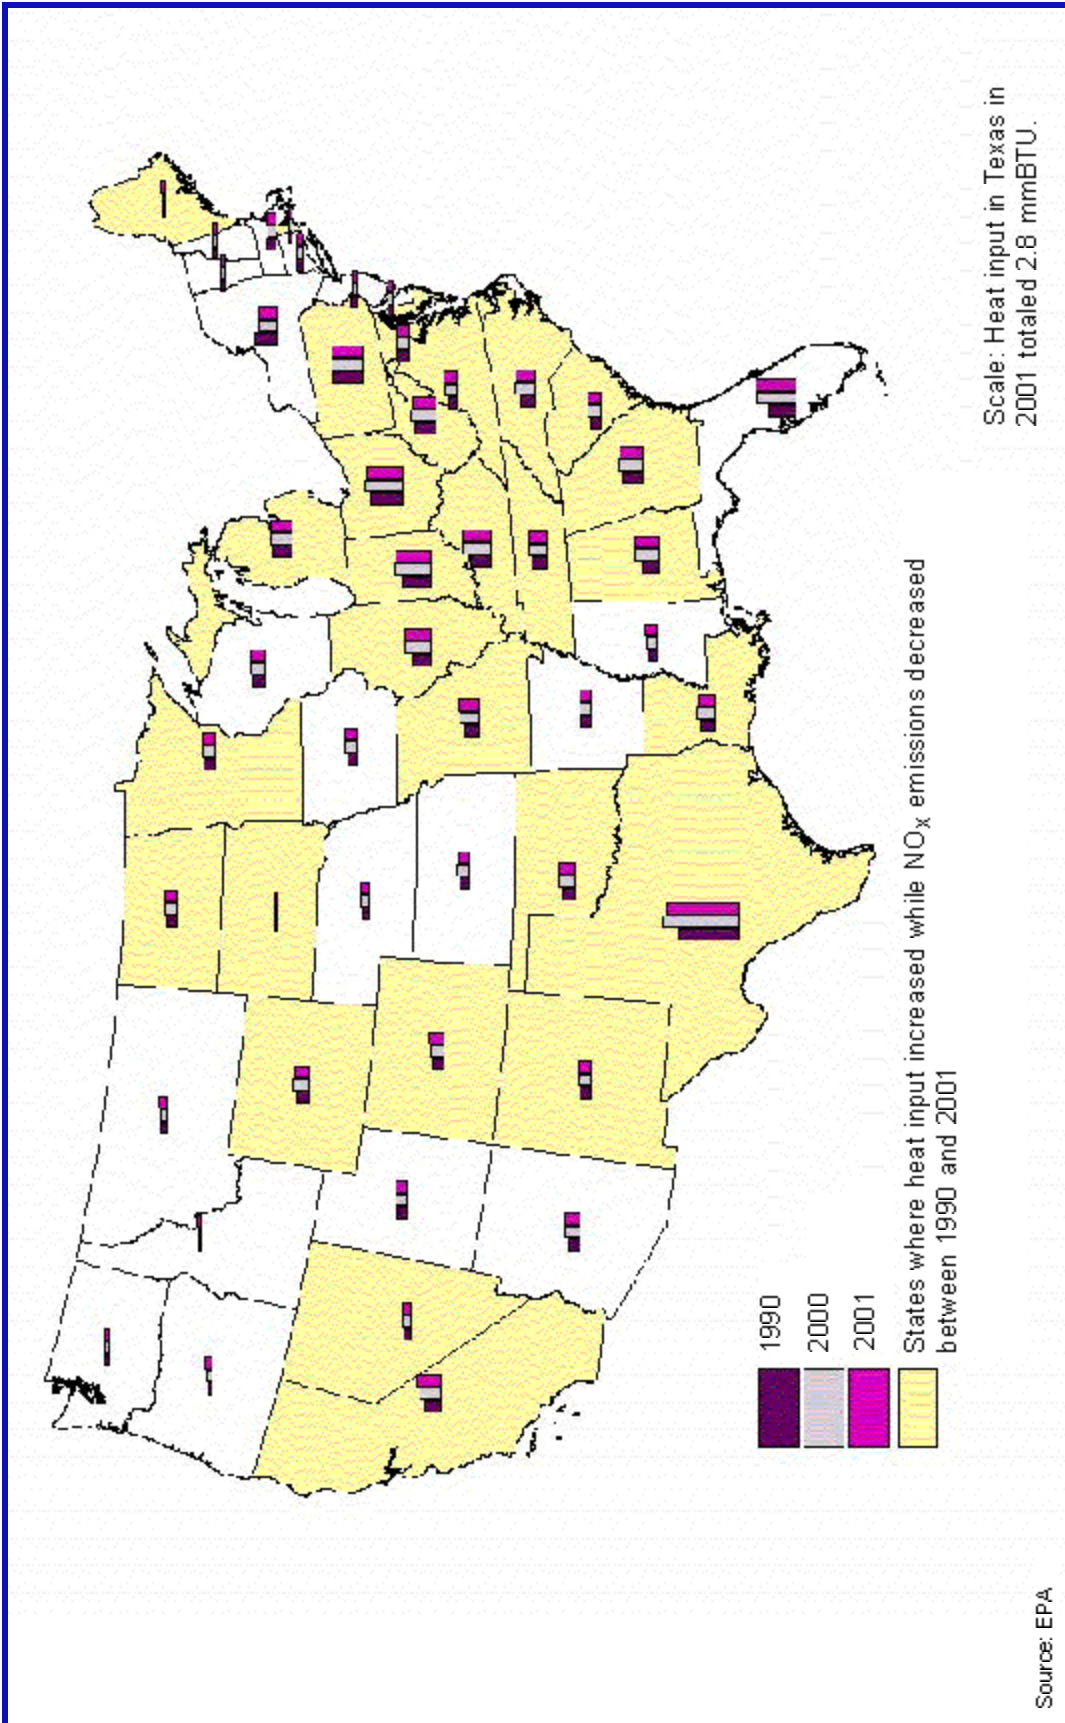 1990
2000
2001
States where heat input increased while NOX emissions decreased
between 1990 and 2001
Scale: Heat input in Texas in
2001 totaled 2.8 mmBTU.
Source: EPA